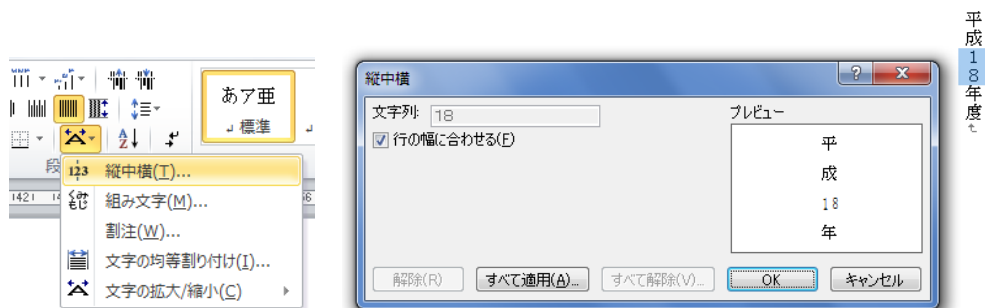 あア亜
↵ 標準
段
縦中横(T)...
組み文字(M)...
割注(W)...
文字の均等割り付け(I)...
文字の拡大/縮小(C)
縦中横
文字列: 18
行の幅に合わせる(F)
プレビュー
平
成
18
年
解除(R)
すべて適用(A)...
すべて解除(V)...
OK
キャンセル
平成18年度